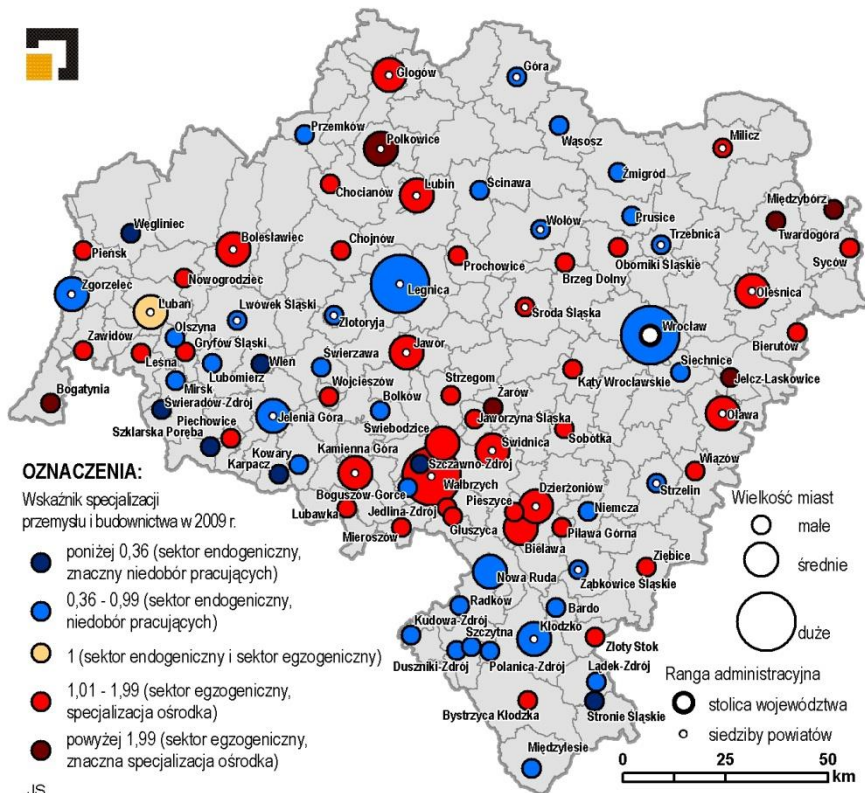 Głogów
Góra
Przemków
Polkowice
Wąsosz
Milicz
Żmigród
Chocianów
Lubin
Ścinawa
Międzybórz
Węgliniec
Wołów
Prusice
Twardogóra
Trzebnica
Pieńsk
Bolesławiec
Chojnów
Syców
Prochowice
Oborniki Śląskie
Brzeg Dolny
Nowogrodziec
Zgorzelec
Legnica
Oleśnica
Lubań
Lwówek Śląski
Złotoryja
Środa Śląska
Wrocław
Olszyna
Bierutów
Zawidów
Gryfów Śląski
Jawor
Leśna
Świerzawa
Siechnice
Wleń
Lubomierz
Kąty Wrocławskie
Jelcz-Laskowice
Mirsk
Wojcieszów
Strzegom
Bogatynia
Świeradów-Zdrój
Bolków
Żarów
Piechowice
Jelenia Góra
Jaworzyna Śląska
Oława
Świebodzice
Sobótka
Szklarska Poręba
Kowary
Kamienna Góra
Świdnica
Karpacz
Szczawno-Zdrój
Wiązów
OZNACZENIA:
Wałbrzych
Dzierżoniów
Strzelin
Wielkość miast
Wskaźnik specjalizacji
przemysłu i budownictwa w 2009 r.
Boguszów-Gorce
Pieszyce
Niemcza
małe
Lubawka
Jedlina-Zdrój
Głuszyca
Piława Górna
Mieroszów
Bielawa
poniżej 0,36 (sektor endogeniczny,
znaczny niedobór pracujących)
Ziębice
średnie
Nowa Ruda
Ząbkowice Śląskie
0,36 - 0,99 (sektor endogeniczny,
niedobór pracujących)
Radków
Bardo
duże
Kudowa-Zdrój
Kłodzko
Szczytna
Złoty Stok
1 (sektor endogeniczny i sektor egzogeniczny)
Duszniki-Zdrój
Polanica-Zdrój
Lądek-Zdrój
Ranga administracyjna
1,01 - 1,99 (sektor egzogeniczny,
specjalizacja ośrodka)
stolica województwa
Bystrzyca Kłodzka
Stronie Śląskie
siedziby powiatów
powyżej 1,99 (sektor egzogeniczny,
znaczna specjalizacja ośrodka)
Międzylesie
0 25 50
km
JS